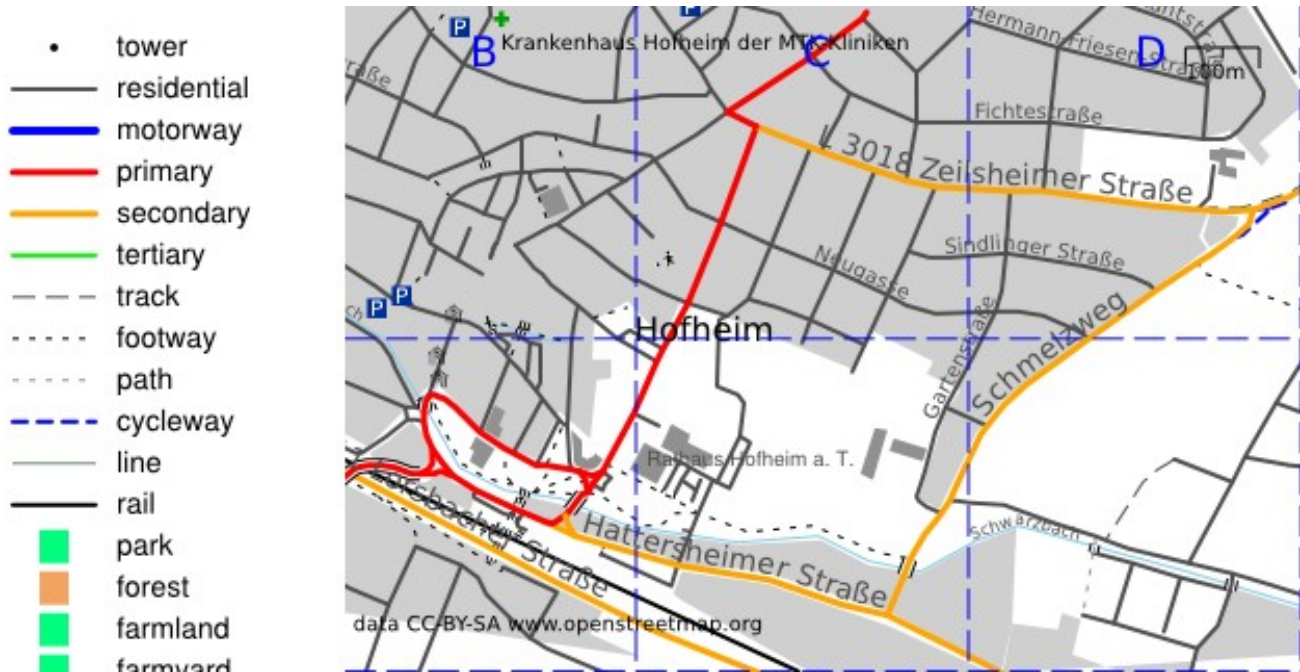 tower
residential
motorway
primary
secondary
tertiary
track
footway
path
cycleway
line
rail
park
forest
farmland
farmyard
P
B
Krankenhaus Hofheim der MTK-Kliniken
P
C
Hermann-Friesen-Straße
D
100m
Fichtestraße
L 3018 Zeilsheimer Straße
Sindlinger Straße
Neugasse
P
P
Hofheim
Gartenstraße
Schmelzweg
Rathaus Hofheim a. T.
Hattersheimer Straße
Schwarzbach
Straße
data CC-BY-SA www.openstreetmap.org